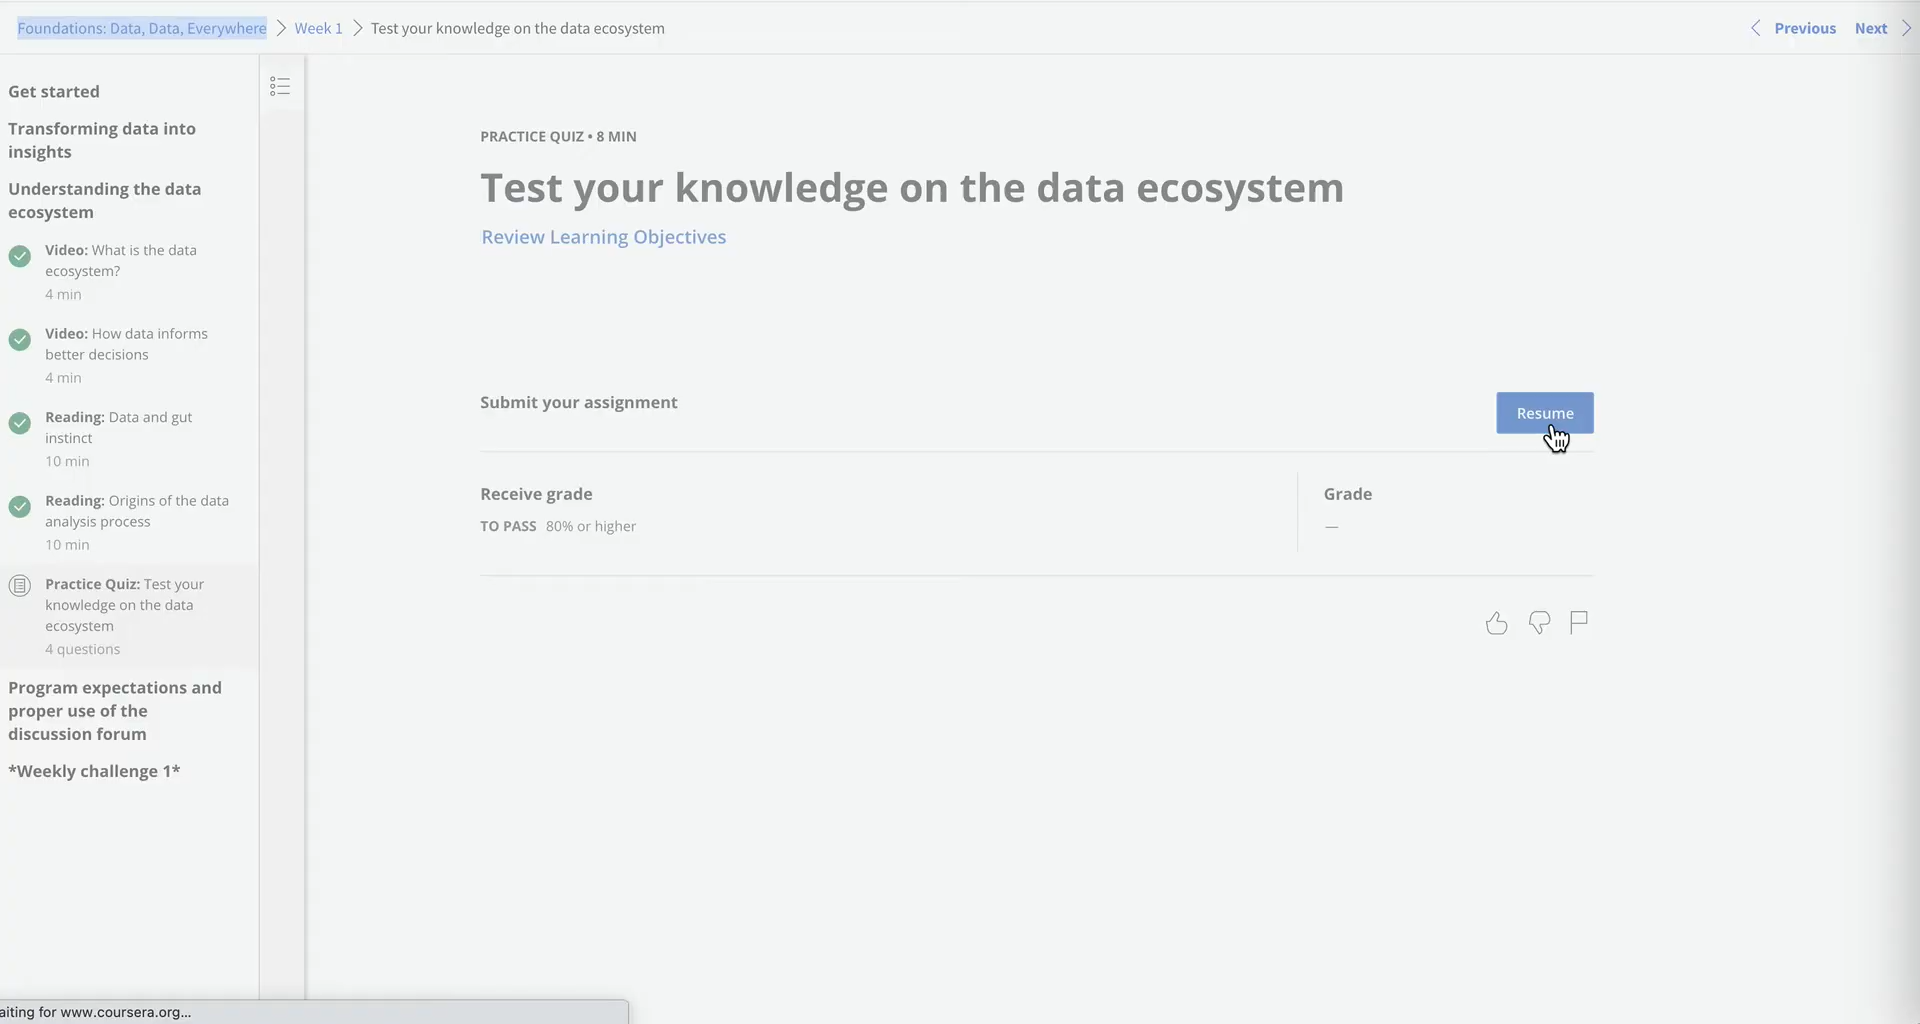 Foundations: Data, Data, Everywhere > Week 1 > Test your knowledge on the data ecosystem
Previous Next
Get started
Transforming data into
insights
Understanding the data
ecosystem
Video: What is the data
ecosystem?
4 min
Video: How data informs
better decisions
4 min
Reading: Data and gut
instinct
10 min
Reading: Origins of the data
analysis process
10 min
Practice Quiz: Test your
knowledge on the data
ecosystem
4 questions
Program expectations and
proper use of the
discussion forum
*Weekly challenge 1*
PRACTICE QUIZ • 8 MIN
Test your knowledge on the data ecosystem
Review Learning Objectives
Submit your assignment
Resume
Receive grade
TO PASS 80% or higher
Grade
—
aiting for www.coursera.org...